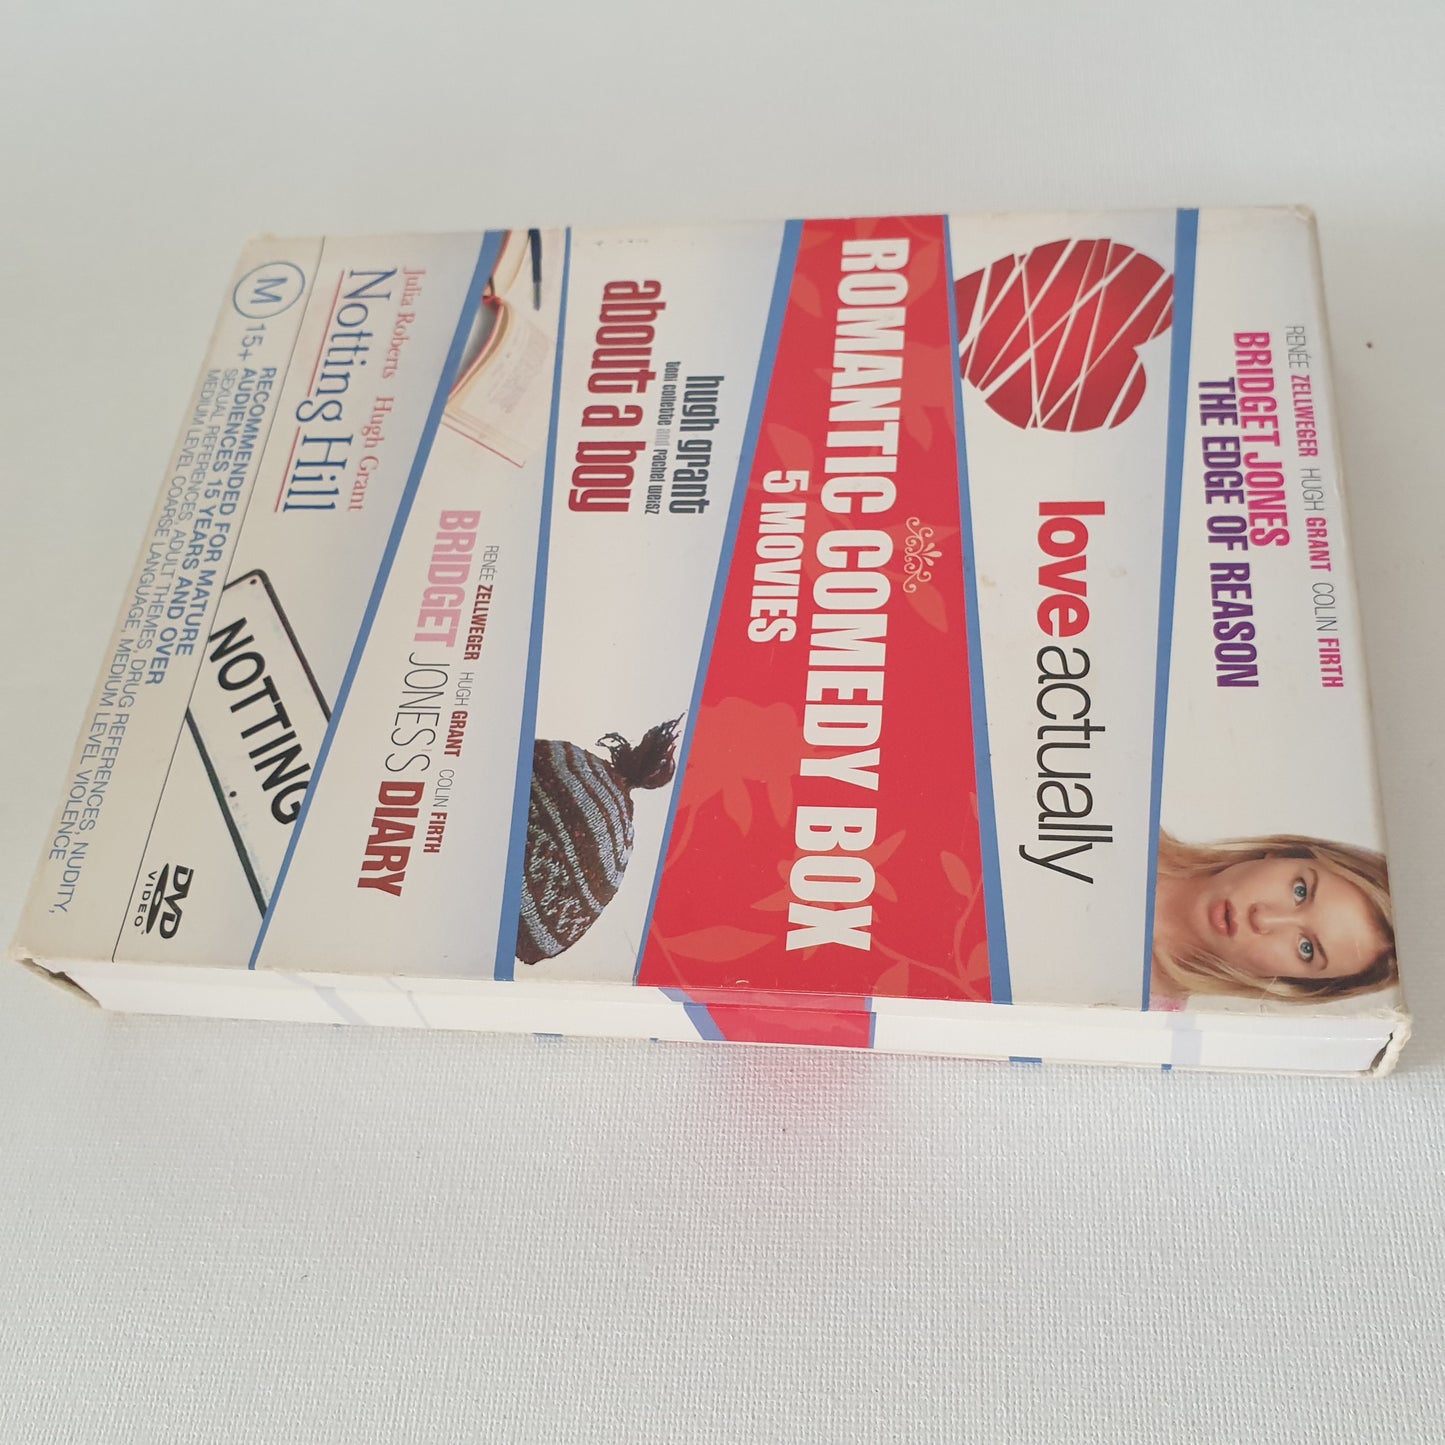 RENÉE ZELLWEGER HUGH GRANT COLIN FIRTH
BRIDGET JONES
THE EDGE OF REASON
love actually
ROMANTIC COMEDY BOX
5 MOVIES
hugh grant
toni collette and rachel weisz
about a boy
RENÉE ZELLWEGER HUGH GRANT COLIN FIRTH
BRIDGET JONES'S DIARY
Julia Roberts Hugh Grant
Notting Hill
NOTTING
M 15+
RECOMMENDED FOR MATURE
AUDIENCES 15 YEARS AND OVER
SEXUAL REFERENCES, ADULT THEMES, DRUG REFERENCES, NUDITY,
MEDIUM LEVEL COARSE LANGUAGE, MEDIUM LEVEL VIOLENCE
DVD
VIDEO